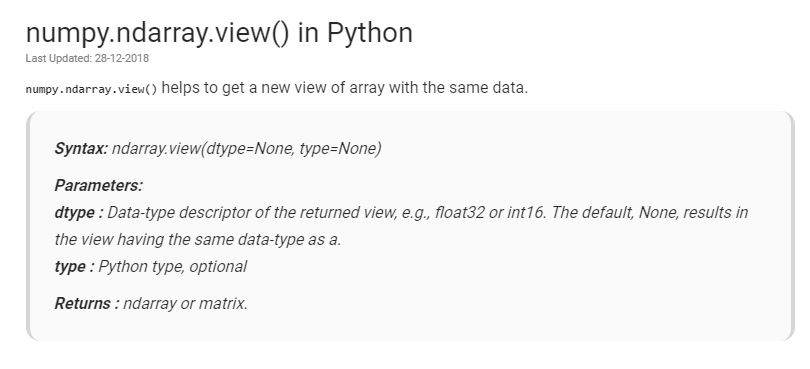 numpy.ndarray.view() in Python
Last Updated: 28-12-2018
numpy.ndarray.view() helps to get a new view of array with the same data.
Syntax: ndarray.view(dtype=None, type=None)
Parameters:
dtype : Data-type descriptor of the returned view, e.g., float32 or int16. The default, None, results in
the view having the same data-type as a.
type : Python type, optional
Returns : ndarray or matrix.